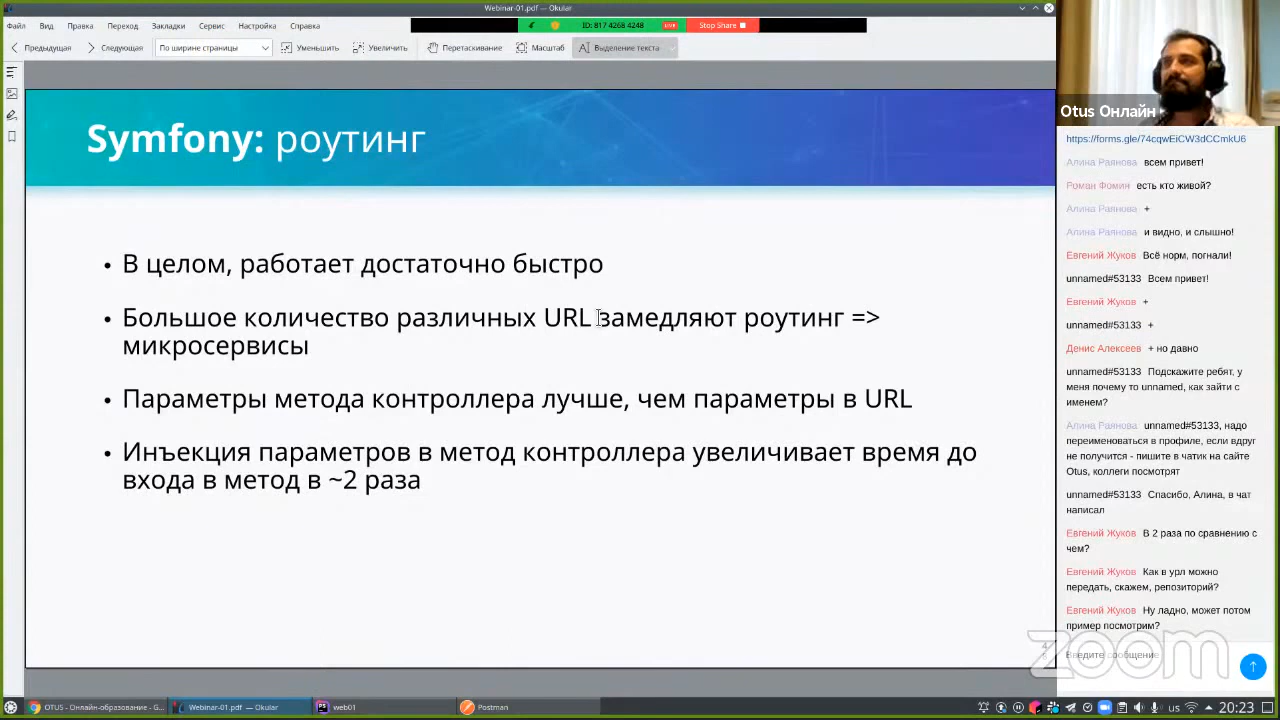 Webinar-01.pdf — Okular
Файл Вид Правка Переход Закладки Сервис Настройка Справка
ID: 817 4268 4248 LIVE Stop Share
Предыдущая Следующая По ширине страницы Уменьшить Увеличить Перетаскивание Масштаб Выделение текста
Symfony: роутинг
• В целом, работает достаточно быстро
• Большое количество различных URL замедляют роутинг =>
микросервисы
• Параметры метода контроллера лучше, чем параметры в URL
• Инъекция параметров в метод контроллера увеличивает время до
входа в метод в ~2 раза
Otus Онлайн
https://forms.gle/74cqwEiCW3dCCmkU6
Алина Раянова всем привет!
Роман Фомин есть кто живой?
Алина Раянова +
Алина Раянова и видно, и слышно!
Евгений Жуков Всё норм, погнали!
unnamed#53133 Всем привет!
Евгений Жуков +
unnamed#53133 +
Денис Алексеев + но давно
unnamed#53133 Подскажите ребят, у
меня почему то unnamed, как зайти с
именем?
Алина Раянова unnamed#53133, надо
переименоваться в профиле, если вдруг
не получится - пишите в чатик на сайте
Otus, коллеги посмотрят
unnamed#53133 Спасибо, Алина, в чат
написал
Евгений Жуков В 2 раза по сравнению с
чем?
Евгений Жуков Как в урл можно
передать, скажем, репозиторий?
Евгений Жуков Ну ладно, может потом
пример посмотрим?
Введите сообщение
zoom
OTUS - Онлайн-образование - G... Webinar-01.pdf — Okular web01 Postman us 20:23